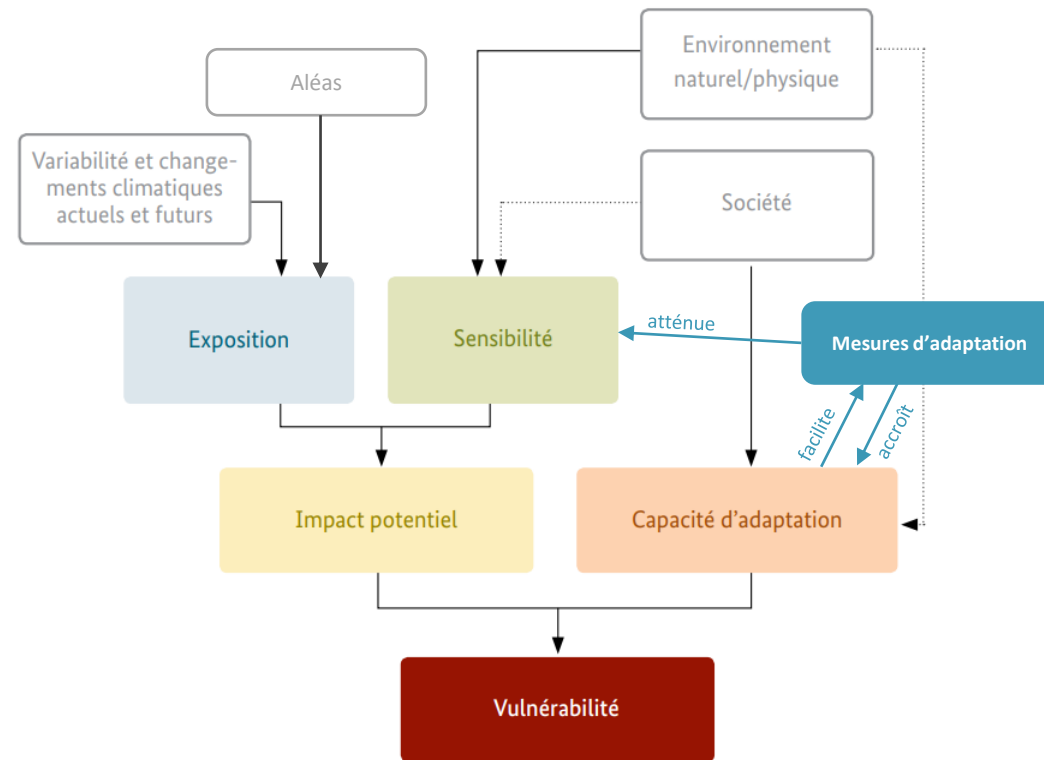 Environnement
naturel/physique
Aléas
Variabilité et change-
ments climatiques
actuels et futurs
Société
Exposition
Sensibilité
atténue
Mesures d’adaptation
facilite
accroît
Impact potentiel
Capacité d’adaptation
Vulnérabilité